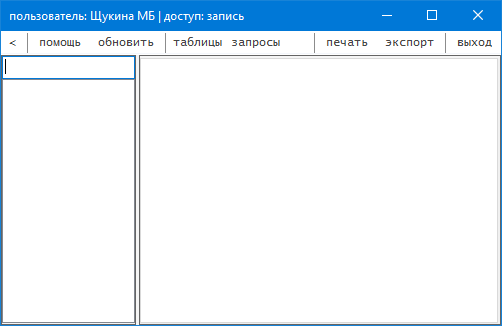 пользователь: Щукина МБ | доступ: запись
< помощь обновить таблицы запросы печать экспорт выход